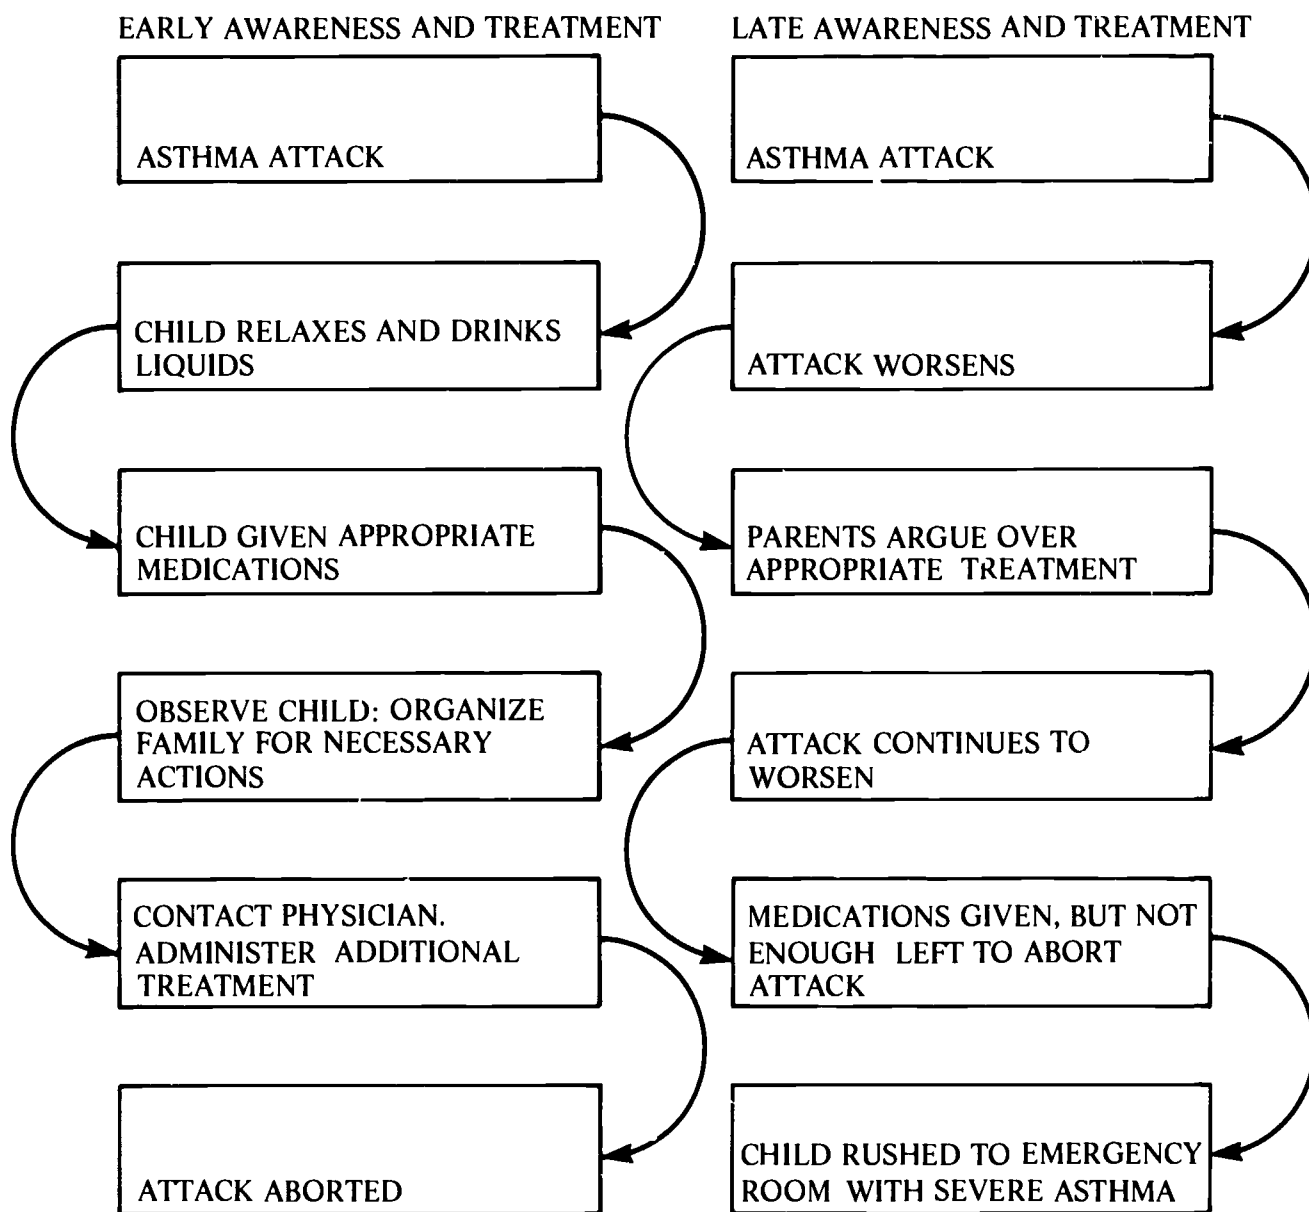 EARLY AWARENESS AND TREATMENT
ASTHMA ATTACK
CHILD RELAXES AND DRINKS
LIQUIDS
CHILD GIVEN APPROPRIATE
MEDICATIONS
OBSERVE CHILD: ORGANIZE
FAMILY FOR NECESSARY
ACTIONS
CONTACT PHYSICIAN.
ADMINISTER ADDITIONAL
TREATMENT
ATTACK ABORTED
LATE AWARENESS AND TREATMENT
ASTHMA ATTACK
ATTACK WORSENS
PARENTS ARGUE OVER
APPROPRIATE TREATMENT
ATTACK CONTINUES TO
WORSEN
MEDICATIONS GIVEN, BUT NOT
ENOUGH LEFT TO ABORT
ATTACK
CHILD RUSHED TO EMERGENCY
ROOM WITH SEVERE ASTHMA